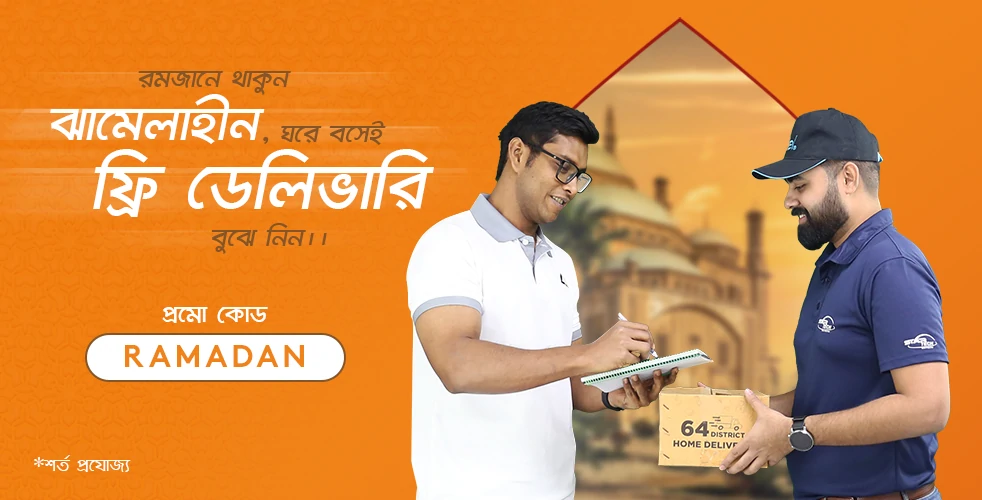 রমজানে থাকুন
ঝামেলাহীন, ঘরে বসেই
ফ্রি ডেলিভারি
বুঝে নিন।।
প্রমো কোড
RAMADAN
*শর্ত প্রযোজ্য
64 DISTRICT
HOME DELIVE